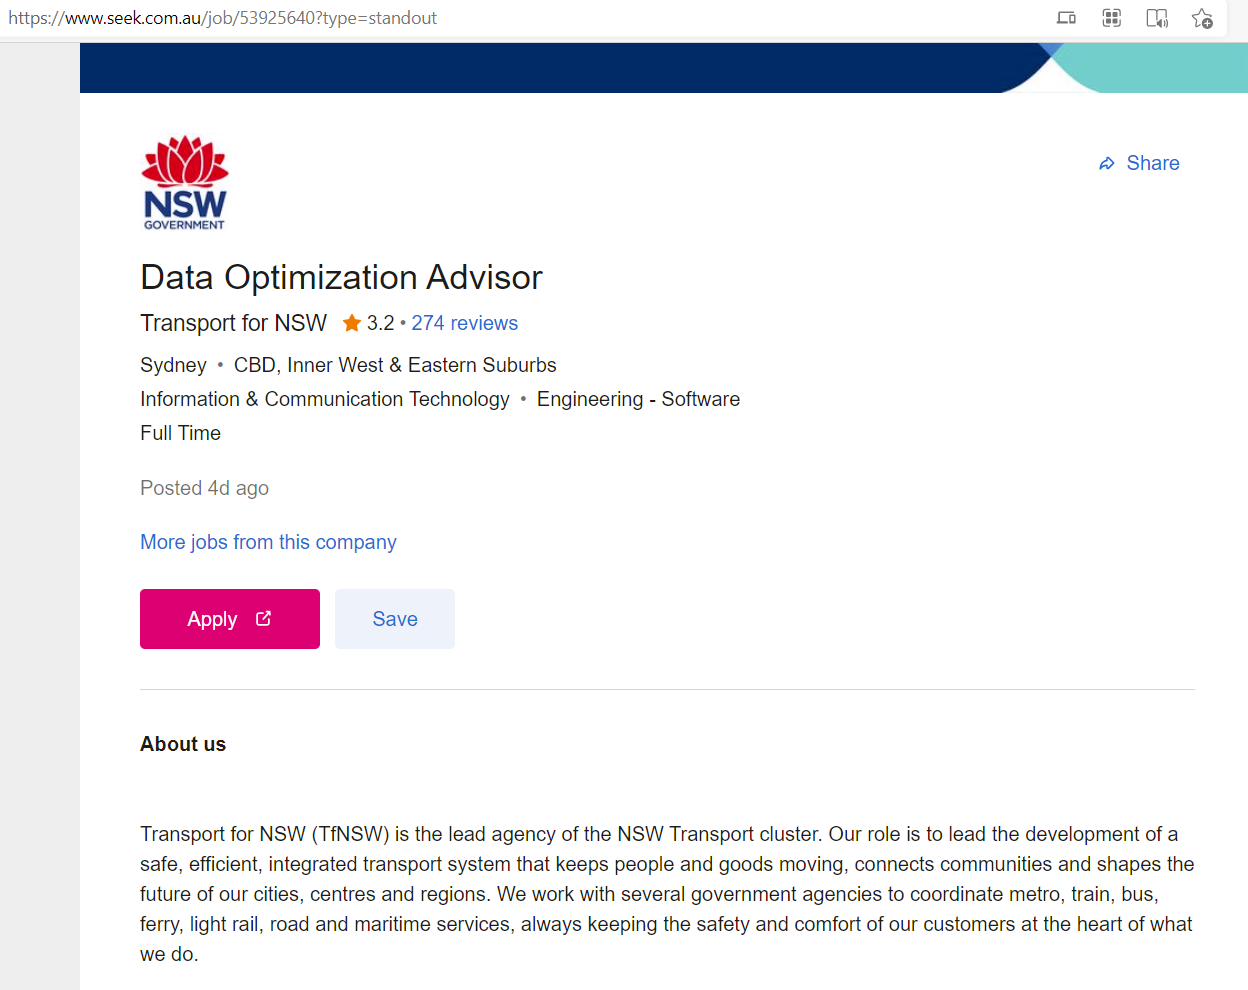 https://www.seek.com.au/job/53925640?type=standout
NSW
GOVERNMENT
Share
Data Optimization Advisor
Transport for NSW 3.2 • 274 reviews
Sydney • CBD, Inner West & Eastern Suburbs
Information & Communication Technology • Engineering - Software
Full Time
Posted 4d ago
More jobs from this company
Apply Save
About us
Transport for NSW (TfNSW) is the lead agency of the NSW Transport cluster. Our role is to lead the development of a
safe, efficient, integrated transport system that keeps people and goods moving, connects communities and shapes the
future of our cities, centres and regions. We work with several government agencies to coordinate metro, train, bus,
ferry, light rail, road and maritime services, always keeping the safety and comfort of our customers at the heart of what
we do.